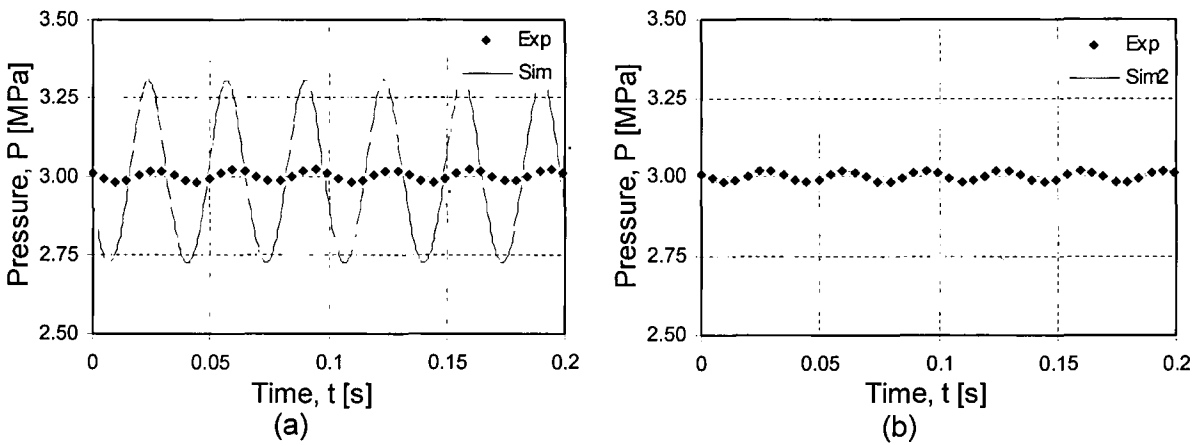 3.50
3.25
3.00
2.75
2.50
Pressure, P [MPa]
Exp
Sim
0
0.05
0.1
0.15
0.2
Time, t [s]
(a)
3.50
3.25
3.00
2.75
2.50
Pressure, P [MPa]
Exp
Sim2
0
0.05
0.1
0.15
0.2
Time, t [s]
(b)